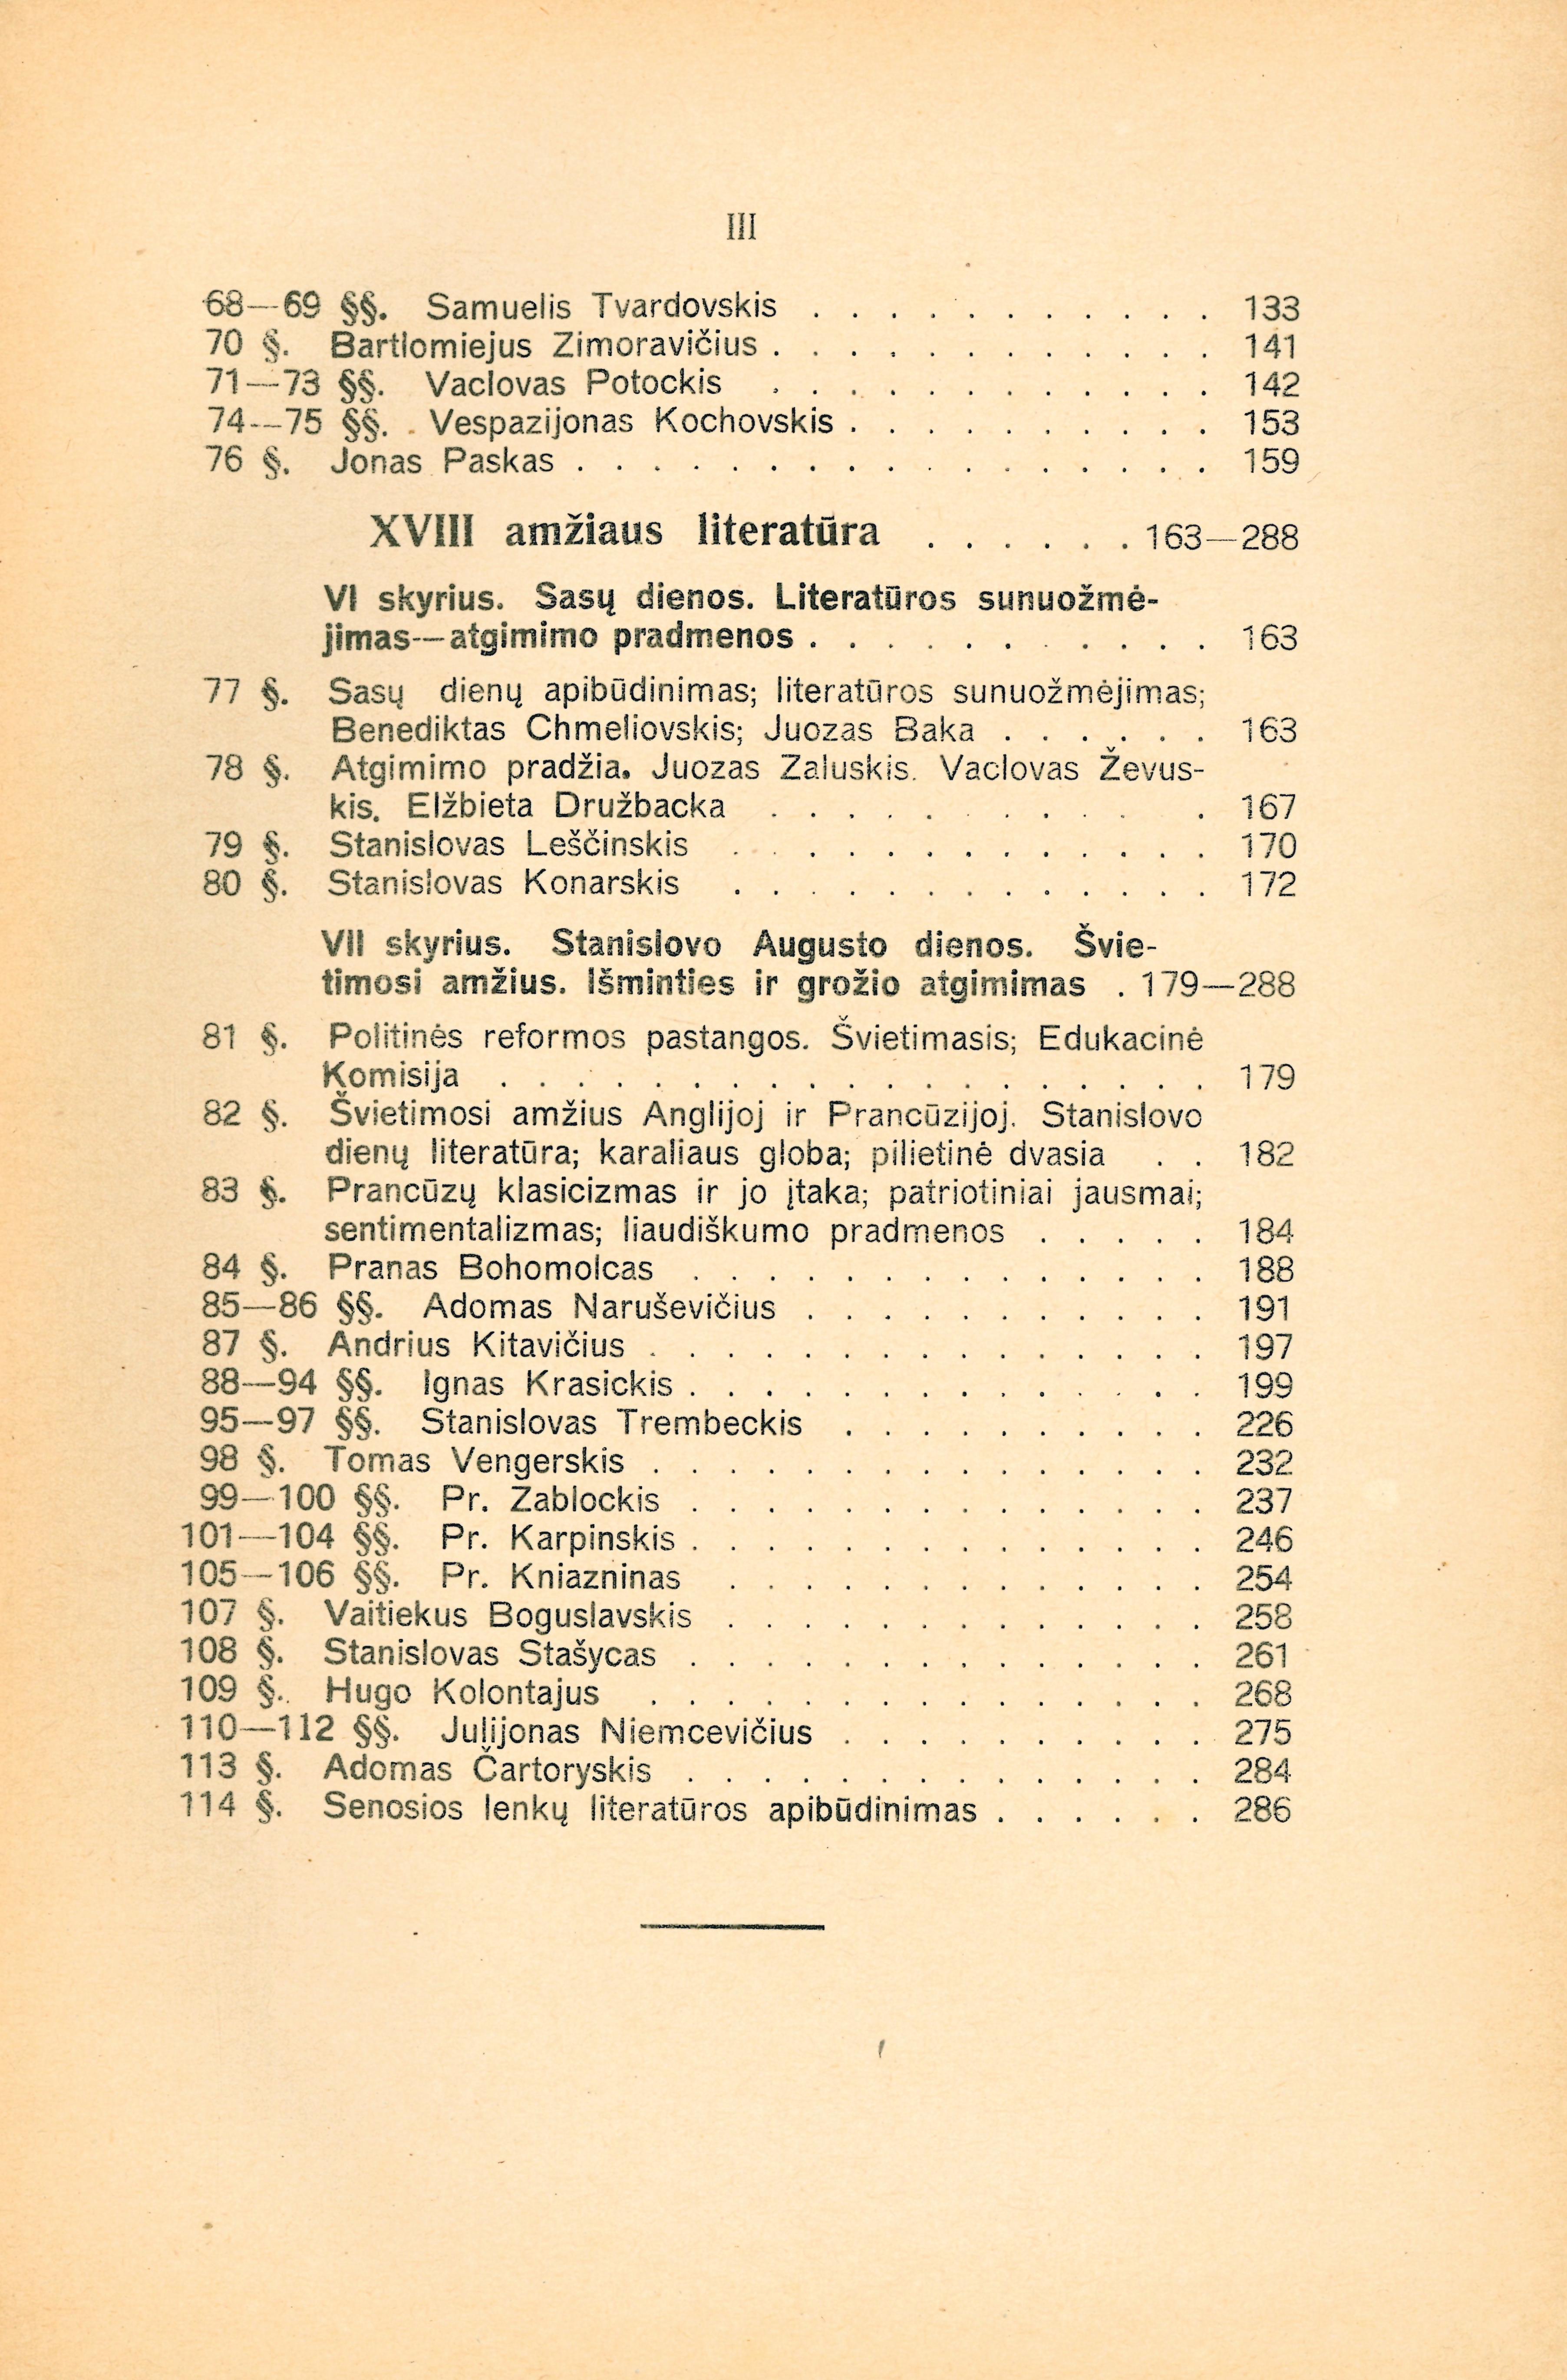 III
68—69 §§. Samuelis Tvardovskis . . . . . . . . . . . 133
70 §. Bartlomiejus Zimoravičius . . . . . . . . . . . . 141
71—73 §§. Vaclovas Potockis . . . . . . . . . . . . 142
74—75 §§. Vespazijonas Kochovskis . . . . . . . . . . 153
76 §. Jonas Paskas . . . . . . . . . . . . . . . . . 159
XVIII amžiaus literatūra . . . . . . 163—288
VI skyrius. Sasų dienos. Literatūros sunuožmė-
jimas—atgimimo pradmenos . . . . . . . . . . . 163
77 §. Sasų dienų apibūdinimas; literatūros sunuožmėjimas;
Benediktas Chmeliovskis; Juozas Baka . . . . . . 163
78 §. Atgimimo pradžia. Juozas Zaluskis. Vaclovas Ževus-
kis. Elžbieta Družbacka . . . . . . . . . . . 167
79 §. Stanislovas Leščinskis . . . . . . . . . . . . . 170
80 §. Stanislovas Konarskis . . . . . . . . . . . . . 172
VII skyrius. Stanislovo Augusto dienos. Švie-
timosi amžius. Išminties ir grožio atgimimas . 179—288
81 §. Politinės reformos pastangos. Švietimasis; Edukacinė
Komisija . . . . . . . . . . . . . . . . . . . 179
82 §. Švietimosi amžius Anglijoj ir Prancūzijoj. Stanislovo
dienų literatūra; karaliaus globa; pilietinė dvasia . . 182
83 §. Prancūzų klasicizmas ir jo įtaka; patriotiniai jausmai;
sentimentalizmas; liaudiškumo pradmenos . . . . . 184
84 §. Pranas Bohomolcas . . . . . . . . . . . . . . 188
85—86 §§. Adomas Naruševičius . . . . . . . . . . . 191
87 §. Andrius Kitavičius . . . . . . . . . . . . . . . 197
88—94 §§. Ignas Krasickis . . . . . . . . . . . . . . 199
95—97 §§. Stanislovas Trembeckis . . . . . . . . . . 226
98 §. Tomas Vengerskis . . . . . . . . . . . . . . . 232
99—100 §§. Pr. Zablockis . . . . . . . . . . . . . . 237
101—104 §§. Pr. Karpinskis . . . . . . . . . . . . . . 246
105—106 §§. Pr. Kniazninas . . . . . . . . . . . . . 254
107 §. Vaitiekus Boguslavskis . . . . . . . . . . . . . 258
108 §. Stanislovas Stašycas . . . . . . . . . . . . . . 261
109 §. Hugo Kolontajus . . . . . . . . . . . . . . . 268
110—112 §§. Julijonas Niemcevičius . . . . . . . . . . 275
113 §. Adomas Čartoryskis . . . . . . . . . . . . . . 284
114 §. Senosios lenkų literatūros apibūdinimas . . . . . . 286